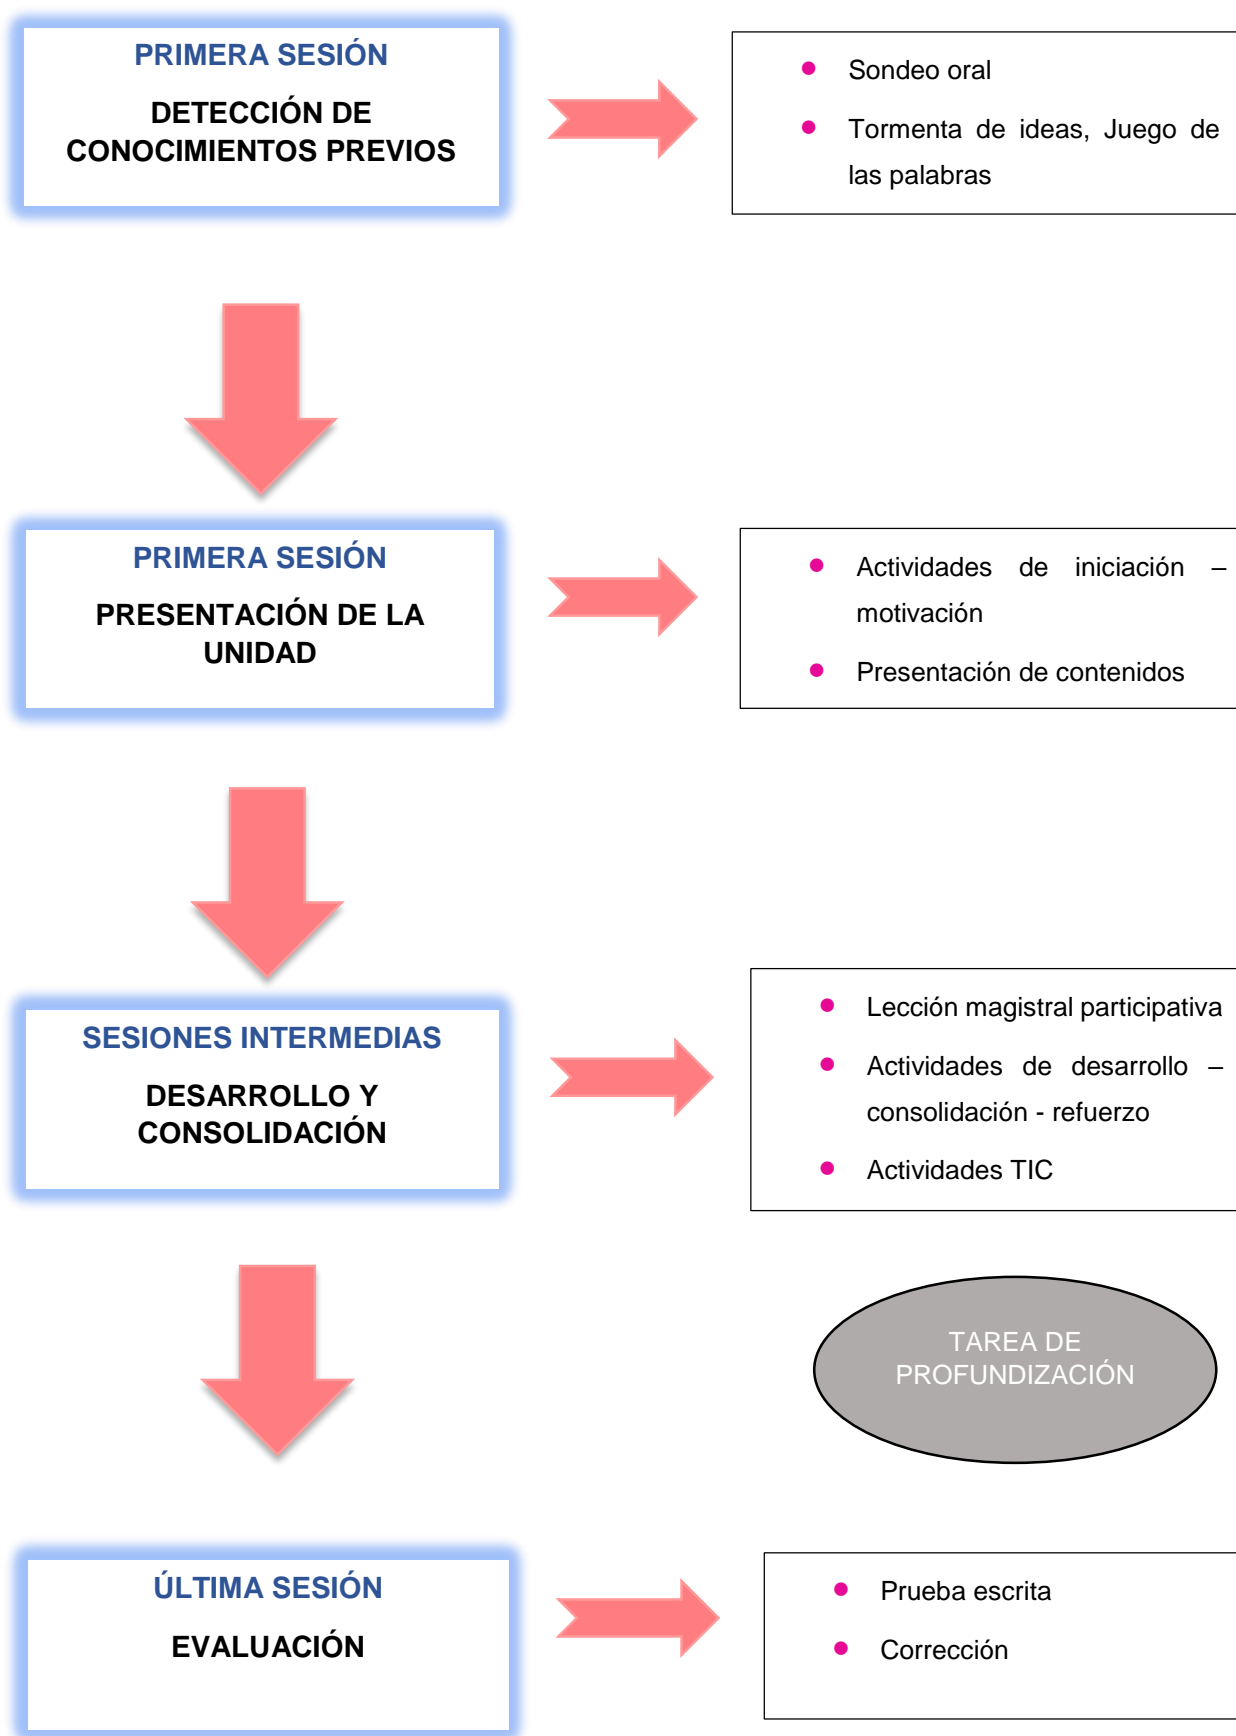 PRIMERA SESIÓN
DETECCIÓN DE
CONOCIMIENTOS PREVIOS
Sondeo oral
Tormenta de ideas, Juego de
las palabras
PRIMERA SESIÓN
PRESENTACIÓN DE LA
UNIDAD
Actividades de iniciación –
motivación
Presentación de contenidos
SESIONES INTERMEDIAS
DESARROLLO Y
CONSOLIDACIÓN
Lección magistral participativa
Actividades de desarrollo –
consolidación - refuerzo
Actividades TIC
TAREA DE
PROFUNDIZACIÓN
ÚLTIMA SESIÓN
EVALUACIÓN
Prueba escrita
Corrección